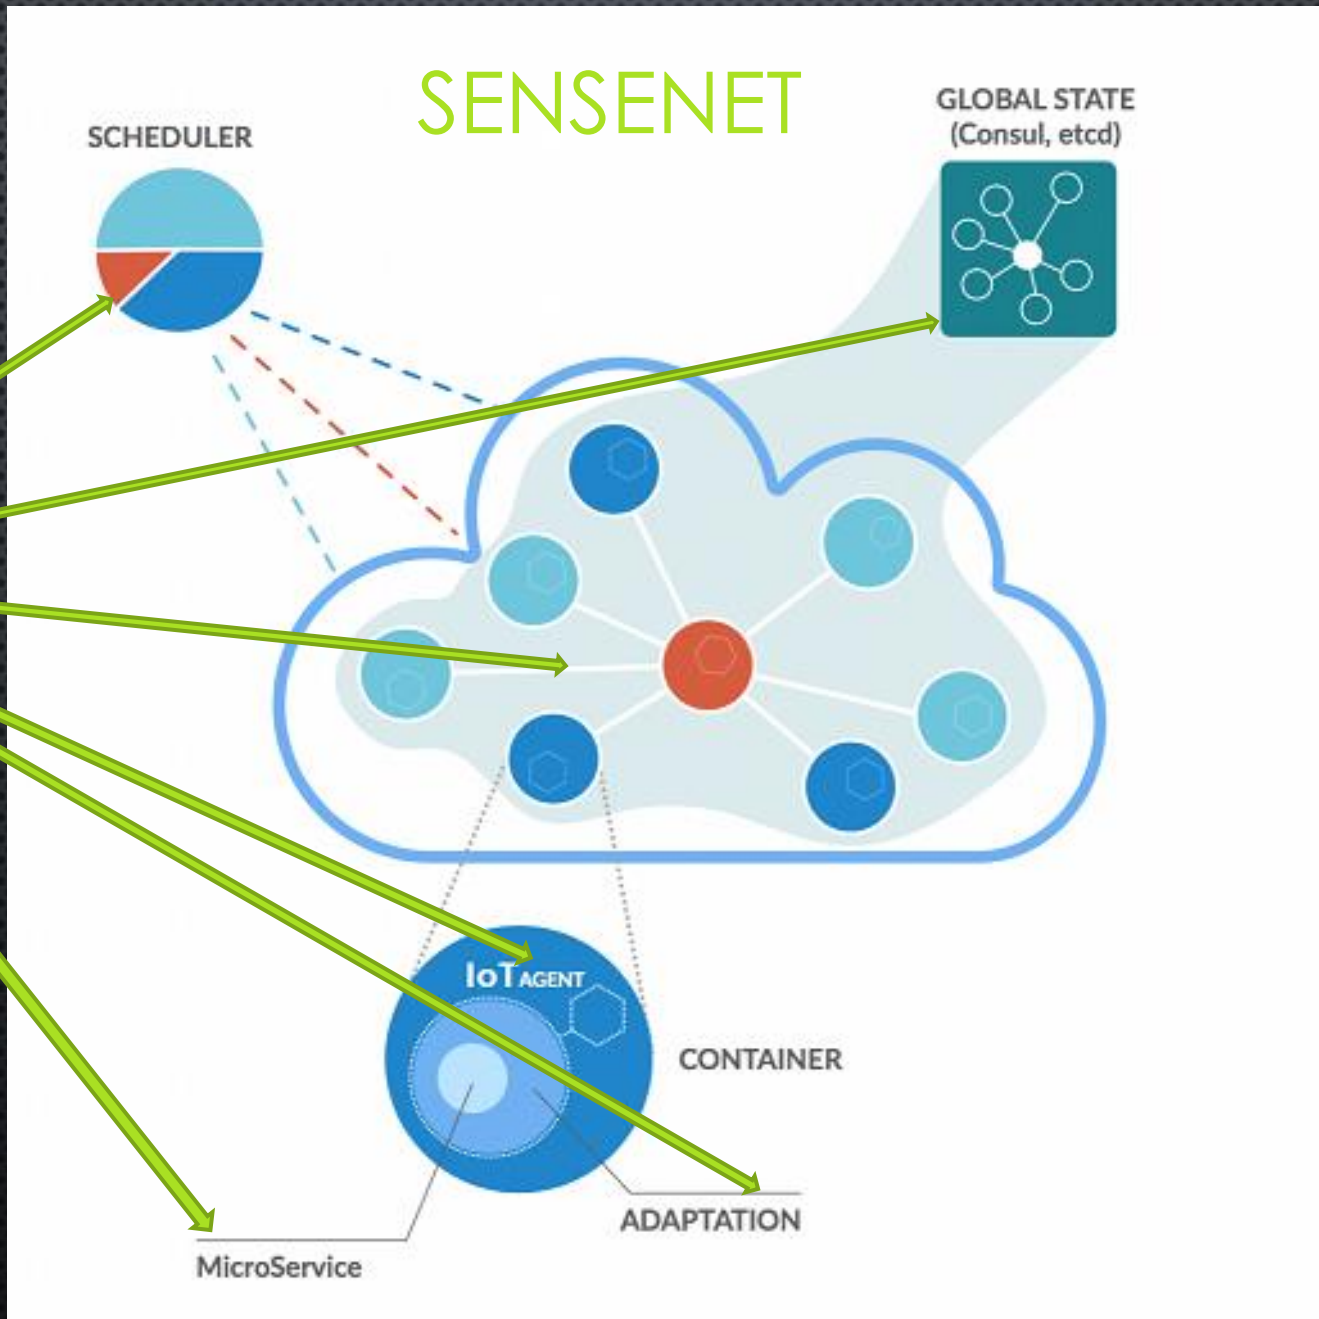 SENSENET
SCHEDULER
GLOBAL STATE
(Consul, etcd)
IoT AGENT
CONTAINER
ADAPTATION
MicroService